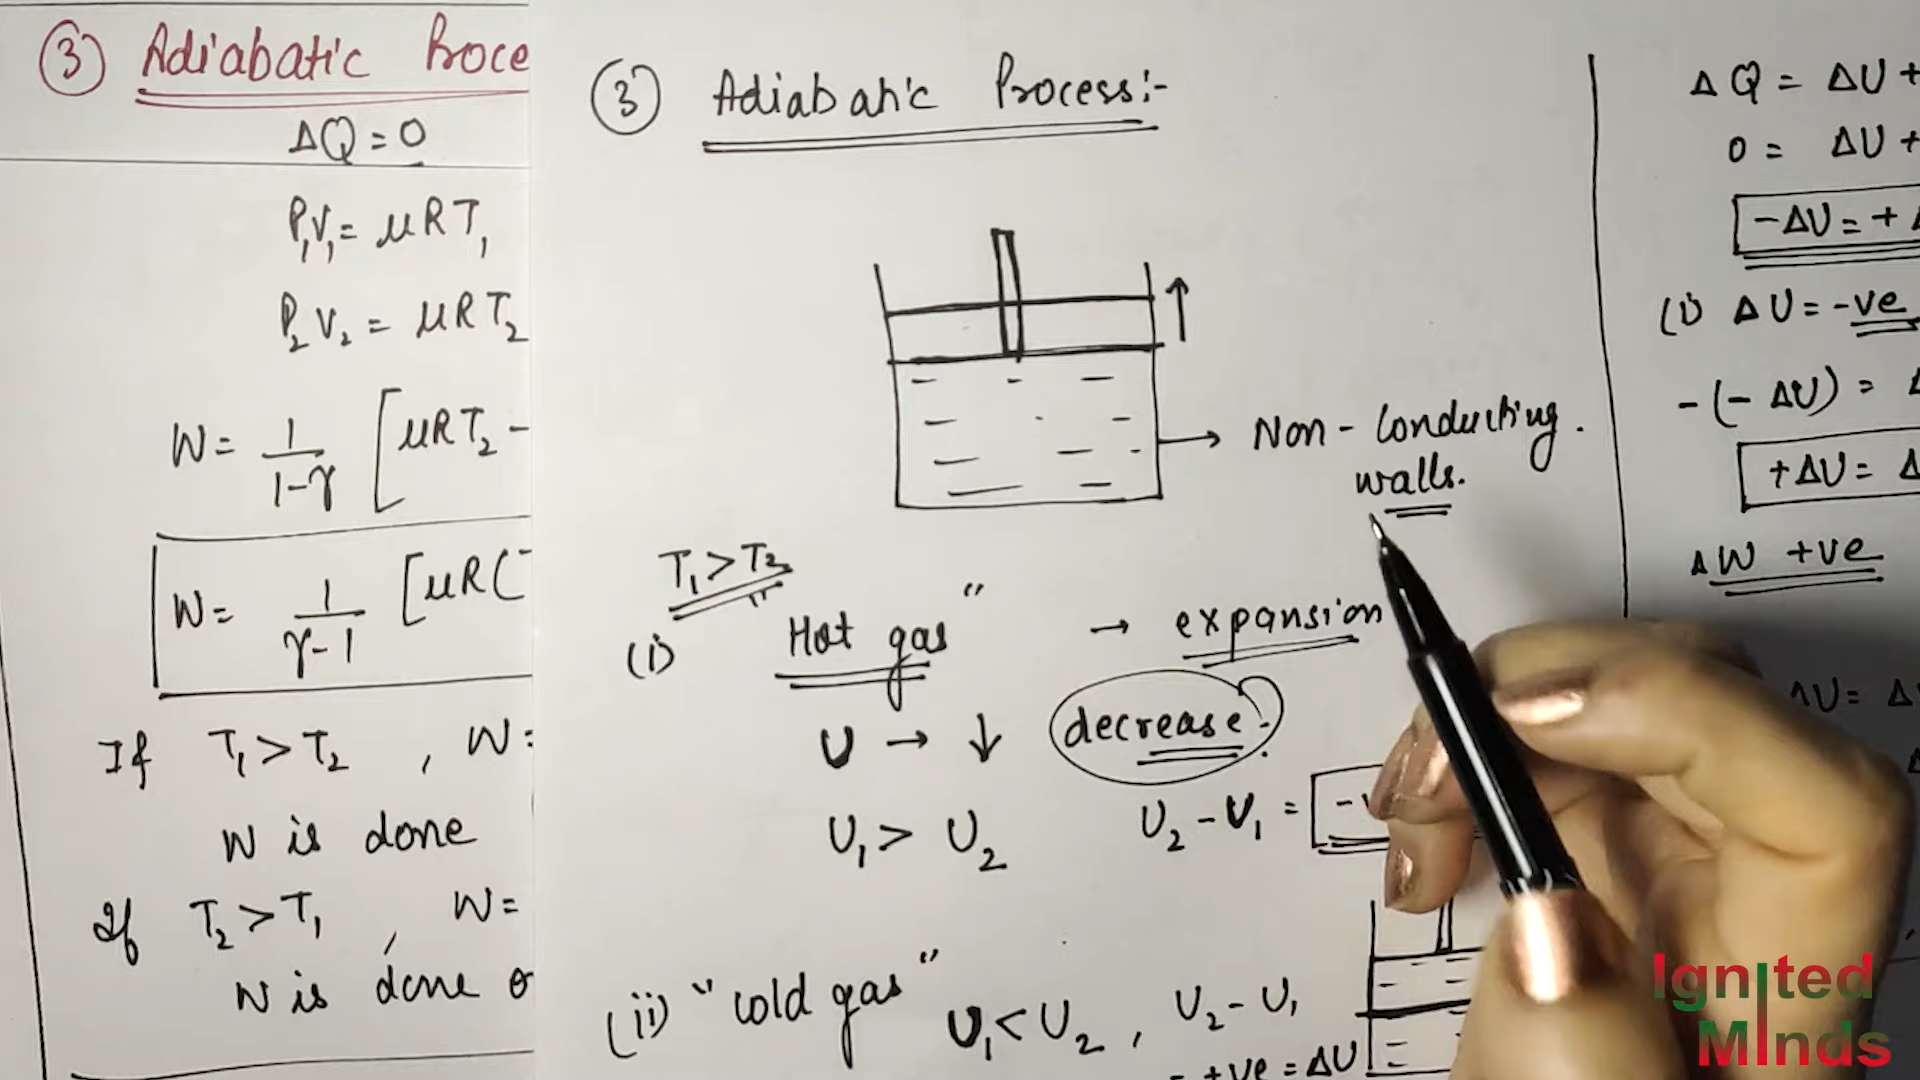 ③ Adiabatic Proce
ΔQ = 0
P₁V₁ = μRT₁
P₂V₂ = μRT₂
W = 1/(1-γ) [μRT₂ -
W = 1/(γ-1) [μR(
If T₁ > T₂ , W =
W is done
If T₂ > T₁ , W =
W is done
③ Adiabatic Process:-
Non-Conducting.
walls.
T₁ > T₂
(i) "Hot gas" → expansion
U → ↓ decrease.
U₁ > U₂
U₂ - U₁ =
(ii) "cold gas" U₁ < U₂ , U₂ - U₁
= +ve = ΔU
ΔQ = ΔU +
0 = ΔU +
-ΔU = +
(i) ΔU = -ve
-(-ΔU) =
+ΔU =
ΔW +ve
ΔU =
Ignited
Minds